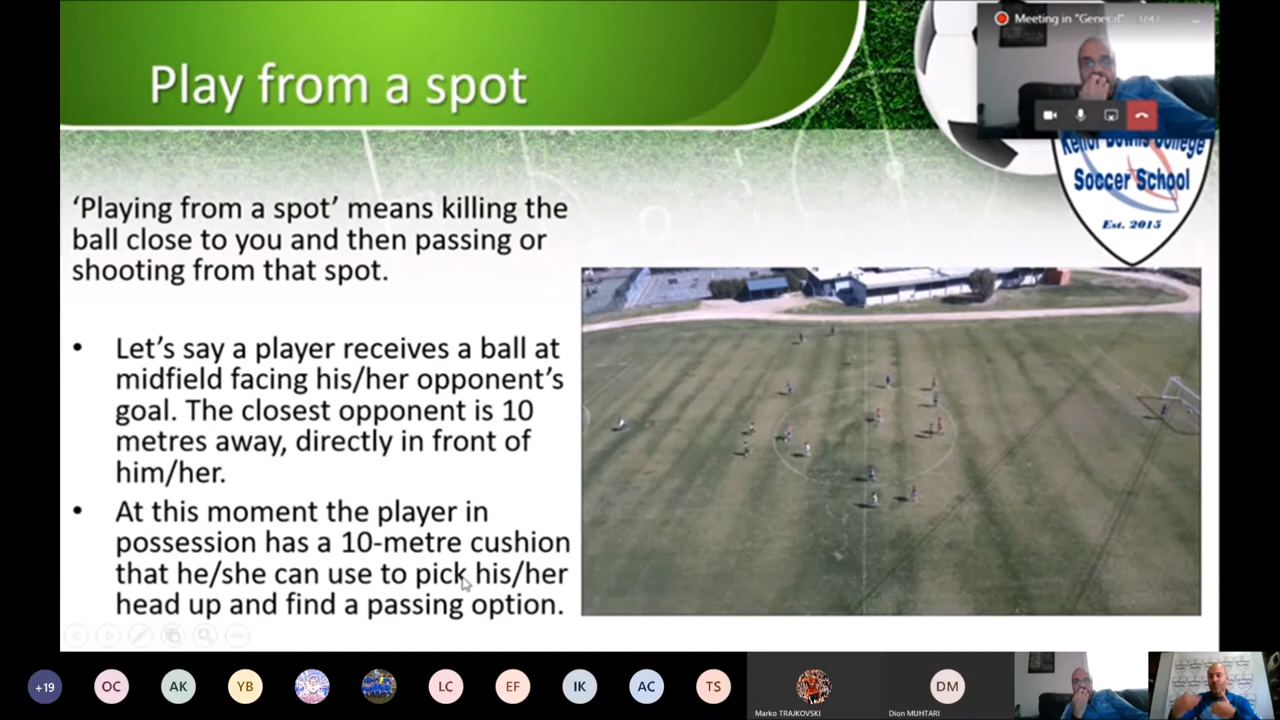 Play from a spot
Meeting in "General"
Keilor Downs College
Soccer School
Est. 2015
‘Playing from a spot’ means killing the
ball close to you and then passing or
shooting from that spot.
• Let’s say a player receives a ball at
midfield facing his/her opponent’s
goal. The closest opponent is 10
metres away, directly in front of
him/her.
• At this moment the player in
possession has a 10-metre cushion
that he/she can use to pick his/her
head up and find a passing option.
+19
OC
AK
YB
LC
EF
IK
AC
TS
DM
Marko TRAJKOVSKI
Dion MUHTARI